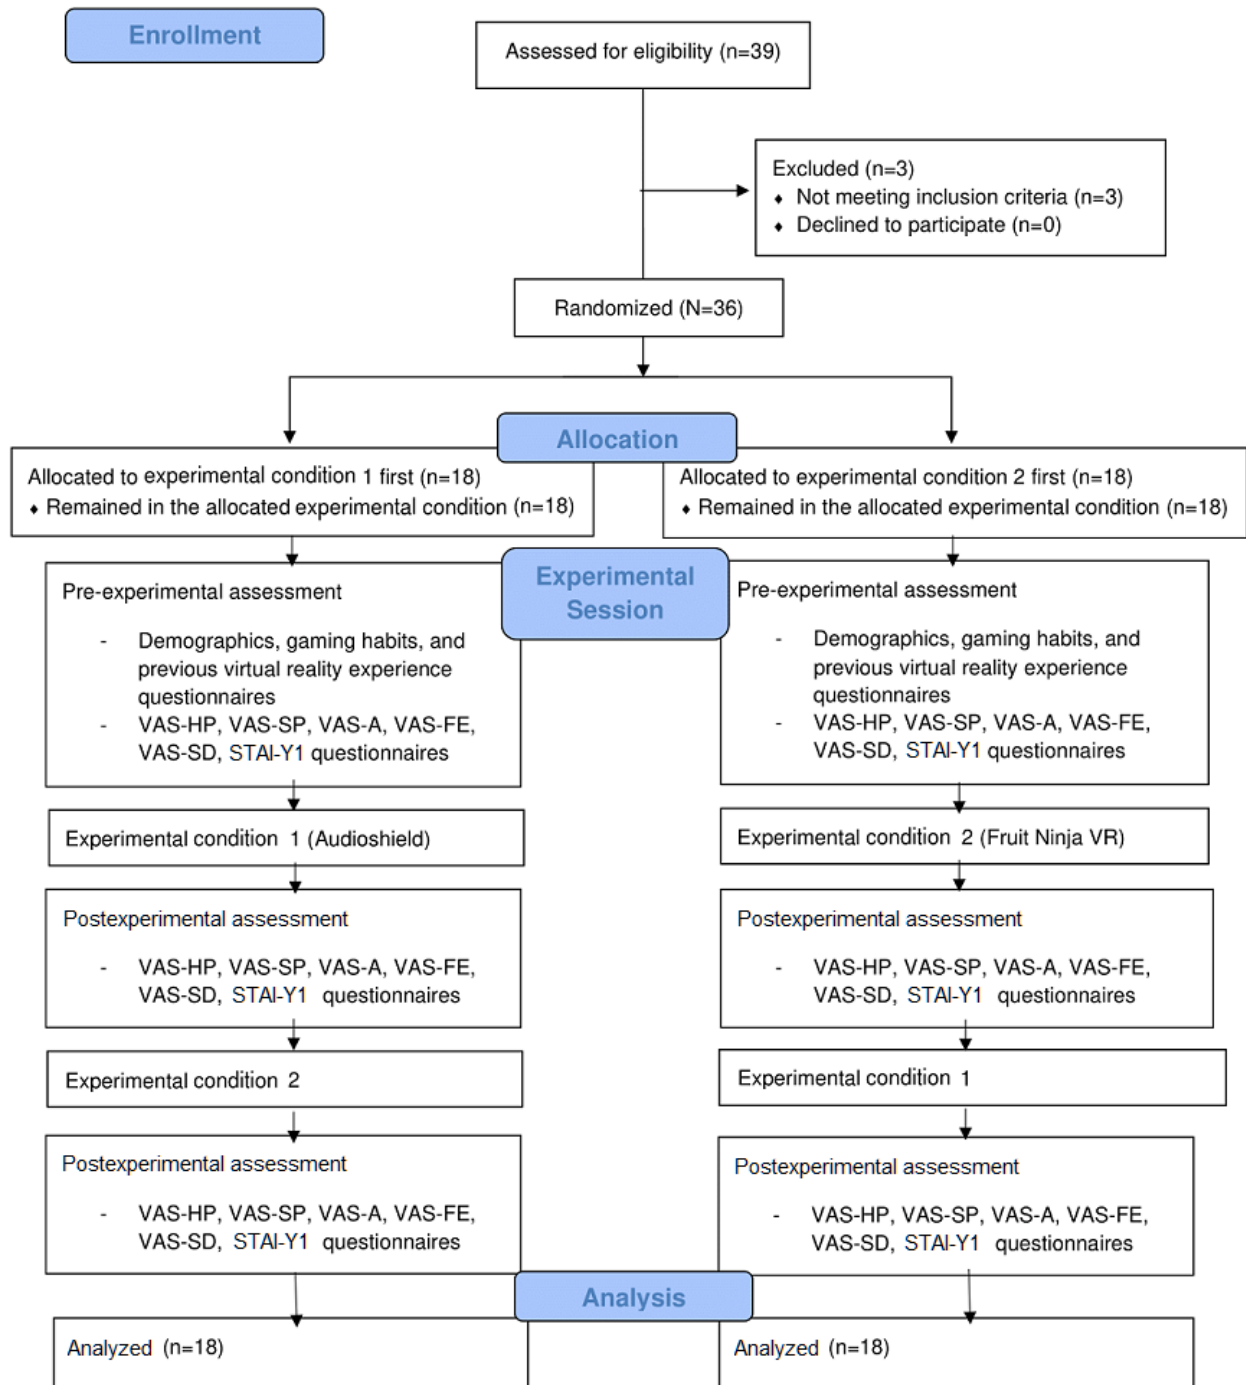 Enrollment
Assessed for eligibility (n=39)
Excluded (n=3)
♦ Not meeting inclusion criteria (n=3)
♦ Declined to participate (n=0)
Randomized (N=36)
Allocation
Allocated to experimental condition 1 first (n=18)
♦ Remained in the allocated experimental condition (n=18)
Allocated to experimental condition 2 first (n=18)
♦ Remained in the allocated experimental condition (n=18)
Experimental
Session
Pre-experimental assessment
- Demographics, gaming habits, and
previous virtual reality experience
questionnaires
- VAS-HP, VAS-SP, VAS-A, VAS-FE,
VAS-SD, STAI-Y1 questionnaires
Pre-experimental assessment
- Demographics, gaming habits, and
previous virtual reality experience
questionnaires
- VAS-HP, VAS-SP, VAS-A, VAS-FE,
VAS-SD, STAI-Y1 questionnaires
Experimental condition 1 (Audioshield)
Experimental condition 2 (Fruit Ninja VR)
Postexperimental assessment
- VAS-HP, VAS-SP, VAS-A, VAS-FE,
VAS-SD, STAI-Y1 questionnaires
Postexperimental assessment
- VAS-HP, VAS-SP, VAS-A, VAS-FE,
VAS-SD, STAI-Y1 questionnaires
Experimental condition 2
Experimental condition 1
Postexperimental assessment
- VAS-HP, VAS-SP, VAS-A, VAS-FE,
VAS-SD, STAI-Y1 questionnaires
Postexperimental assessment
- VAS-HP, VAS-SP, VAS-A, VAS-FE,
VAS-SD, STAI-Y1 questionnaires
Analysis
Analyzed (n=18)
Analyzed (n=18)